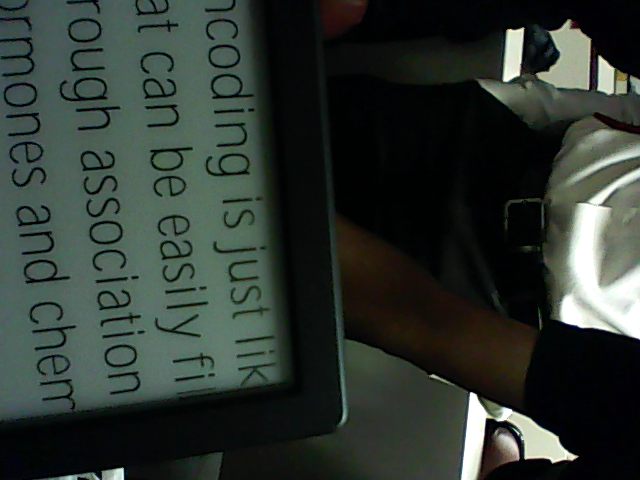 ncoding is just lik
at can be easily fi
rough association
ormones and chem